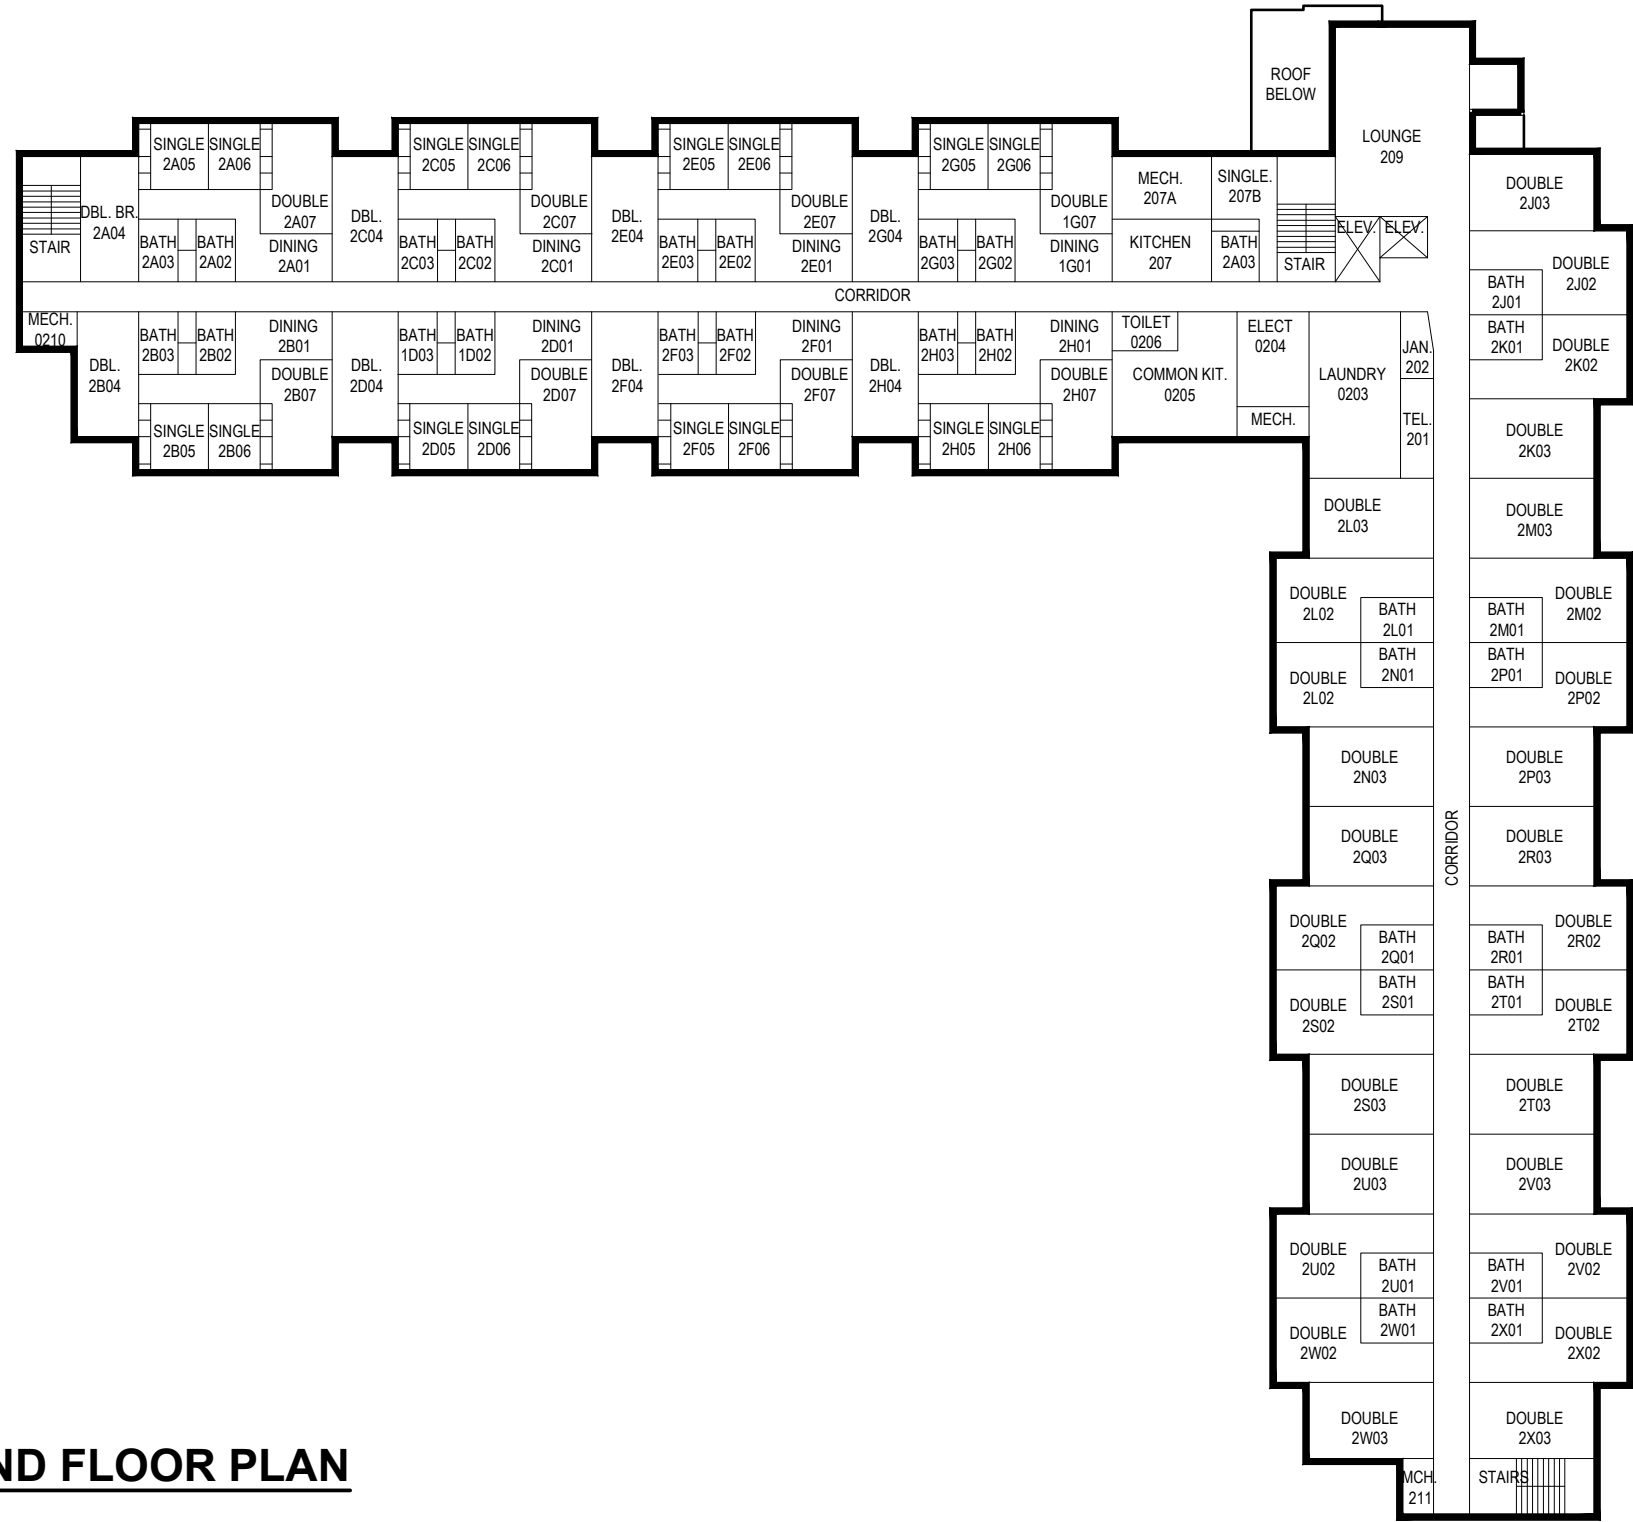 ROOF
BELOW
LOUNGE
209
SINGLE
2A05
SINGLE
2A06
SINGLE
2C05
SINGLE
2C06
SINGLE
2E05
SINGLE
2E06
SINGLE
2G05
SINGLE
2G06
MECH.
207A
SINGLE.
207B
DOUBLE
2J03
STAIR
DBL. BR.
2A04
DOUBLE
2A07
DBL.
2C04
DOUBLE
2C07
DBL.
2E04
DOUBLE
2E07
DBL.
2G04
DOUBLE
1G07
BATH
2A03
BATH
2A02
DINING
2A01
BATH
2C03
BATH
2C02
DINING
2C01
BATH
2E03
BATH
2E02
DINING
2E01
BATH
2G03
BATH
2G02
DINING
1G01
KITCHEN
207
BATH
2A03
STAIR
ELEV.
ELEV.
DOUBLE
2J02
BATH
2J01
CORRIDOR
MECH.
0210
DBL.
2B04
BATH
2B03
BATH
2B02
DINING
2B01
DOUBLE
2B07
BATH
1D03
BATH
1D02
DINING
2D01
DOUBLE
2D07
DBL.
2D04
BATH
2F03
BATH
2F02
DINING
2F01
DOUBLE
2F07
DBL.
2F04
BATH
2H03
BATH
2H02
DINING
2H01
DOUBLE
2H07
DBL.
2H04
TOILET
0206
COMMON KIT.
0205
ELECT
0204
MECH.
LAUNDRY
0203
JAN.
202
TEL.
201
BATH
2K01
DOUBLE
2K02
SINGLE
2B05
SINGLE
2B06
SINGLE
2D05
SINGLE
2D06
SINGLE
2F05
SINGLE
2F06
SINGLE
2H05
SINGLE
2H06
DOUBLE
2K03
DOUBLE
2L03
DOUBLE
2M03
DOUBLE
2L02
BATH
2L01
BATH
2M01
DOUBLE
2M02
DOUBLE
2L02
BATH
2N01
BATH
2P01
DOUBLE
2P02
DOUBLE
2N03
DOUBLE
2P03
CORRIDOR
DOUBLE
2Q03
DOUBLE
2R03
DOUBLE
2Q02
BATH
2Q01
BATH
2R01
DOUBLE
2R02
DOUBLE
2S02
BATH
2S01
BATH
2T01
DOUBLE
2T02
DOUBLE
2S03
DOUBLE
2T03
DOUBLE
2U03
DOUBLE
2V03
DOUBLE
2U02
BATH
2U01
BATH
2V01
DOUBLE
2V02
DOUBLE
2W02
BATH
2W01
BATH
2X01
DOUBLE
2X02
DOUBLE
2W03
DOUBLE
2X03
MCH.
211
STAIRS
ND FLOOR PLAN